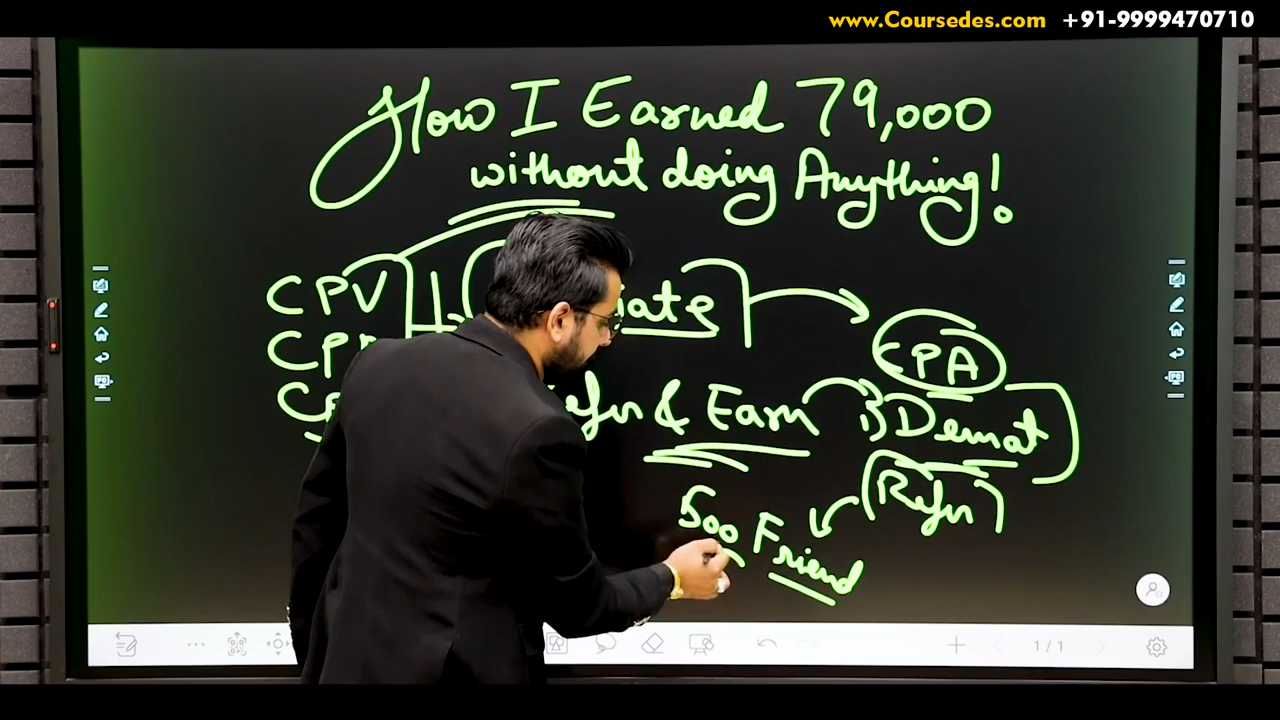 www.Coursedes.com +91-9999470710
How I Earned 79,000
without doing Anything!
CPV
CPA
Refer & Earn Demat
Refer
500 Friend
1/1